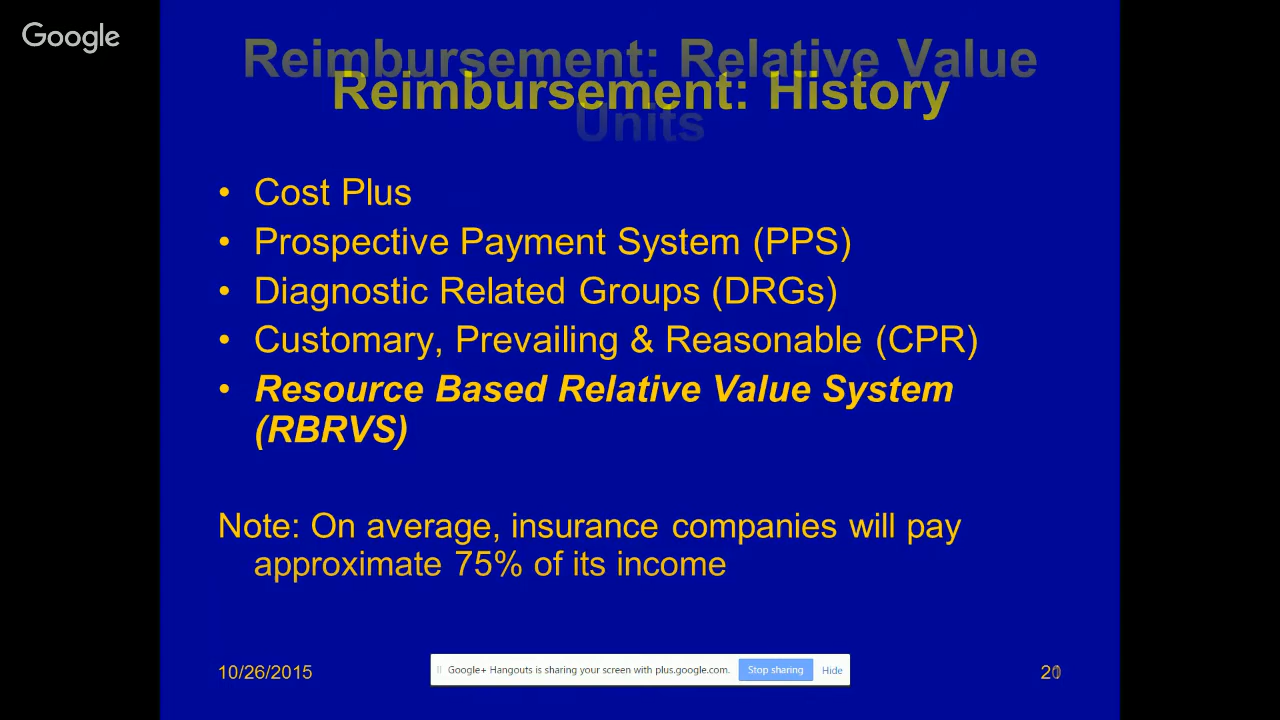 Google
Reimbursement: Relative Value
Reimbursement: History
Units
• Cost Plus
• Prospective Payment System (PPS)
• Diagnostic Related Groups (DRGs)
• Customary, Prevailing & Reasonable (CPR)
• Resource Based Relative Value System
(RBRVS)
Note: On average, insurance companies will pay
approximate 75% of its income
10/26/2015
Google+ Hangouts is sharing your screen with plus.google.com.
Stop sharing
Hide